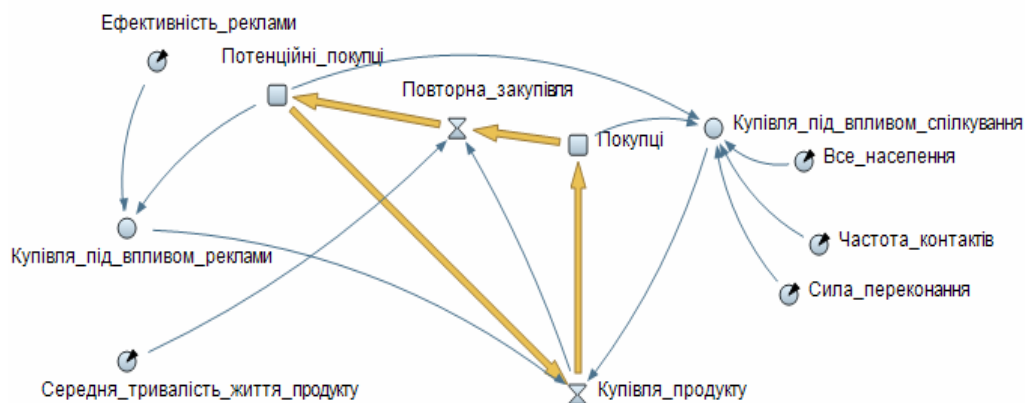 Ефективність_реклами
Потенційні_покупці
Повторна_закупівля
Покупці
Купівля_під_впливом_спілкування
Все_населення
Частота_контактів
Купівля_під_впливом_реклами
Сила_переконання
Середня_тривалість_життя_продукту
Купівля_продукту